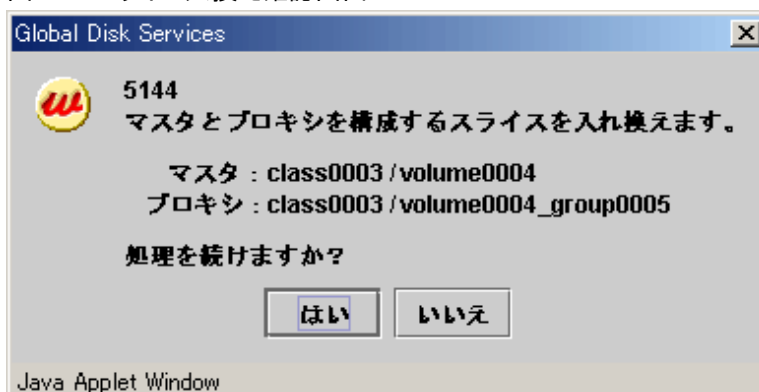 Global Disk Services
5144
マスタとプロキシを構成するスライスを入れ換えます。
マスタ : class0003 / volume0004
プロキシ : class0003 / volume0004_group0005
処理を続けますか?
はい
いいえ
Java Applet Window